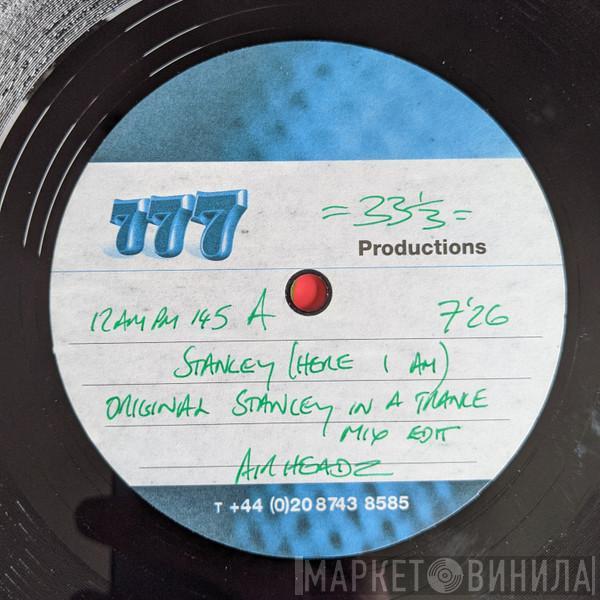 777
= 33⅓ =
Productions
12AMPM 145 A 7'26
STANLEY (HERE I AM)
ORIGINAL STANLEY IN A TRANCE
MIX EDIT
AIRHEADZ
T +44 (0)20 8743 8585
МАРКЕТ ВИНИЛА